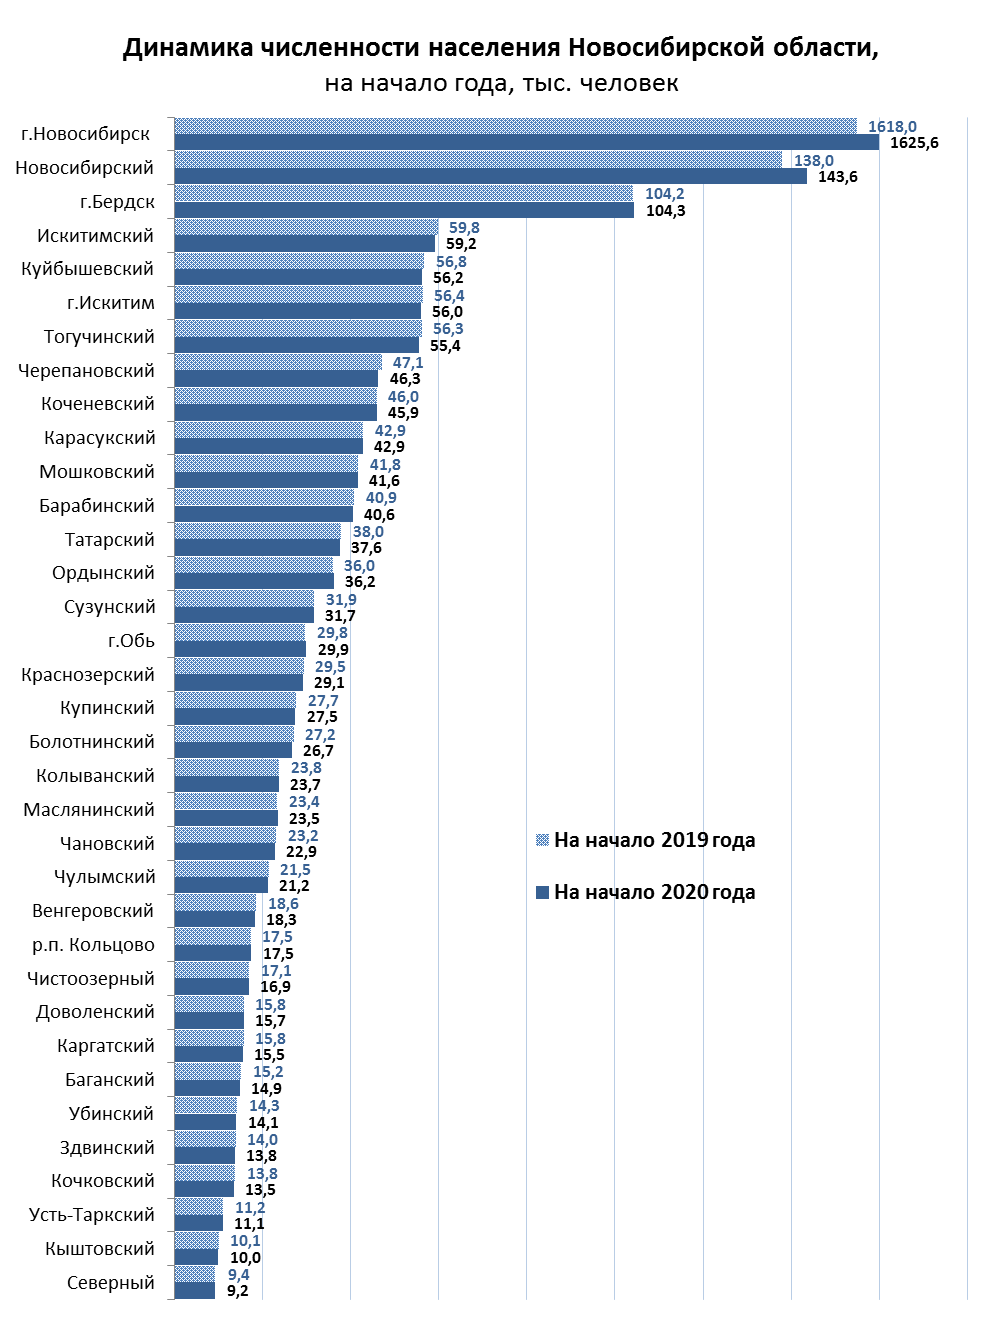 Динамика численности населения Новосибирской области,
на начало года, тыс. человек
г.Новосибирск 1618,0
1625,6
Новосибирский 138,0
143,6
г.Бердск 104,2
104,3
Искитимский 59,8
59,2
Куйбышевский 56,8
56,2
г.Искитим 56,4
56,0
Тогучинский 56,3
55,4
Черепановский 47,1
46,3
Коченевский 46,0
45,9
Карасукский 42,9
42,9
Мошковский 41,8
41,6
Барабинский 40,9
40,6
Татарский 38,0
37,6
Ордынский 36,0
36,2
Сузунский 31,9
31,7
г.Обь 29,8
29,9
Краснозерский 29,5
29,1
Купинский 27,7
27,5
Болотнинский 27,2
26,7
Колыванский 23,8
23,7
Маслянинский 23,4
23,5
Чановский 23,2
22,9
Чулымский 21,5
21,2
Венгеровский 18,6
18,3
р.п. Кольцово 17,5
17,5
Чистоозерный 17,1
16,9
Доволенский 15,8
15,7
Каргатский 15,8
15,5
Баганский 15,2
14,9
Убинский 14,3
14,1
Здвинский 14,0
13,8
Кочковский 13,8
13,5
Усть-Таркский 11,2
11,1
Кыштовский 10,1
10,0
Северный 9,4
9,2
На начало 2019 года
На начало 2020 года